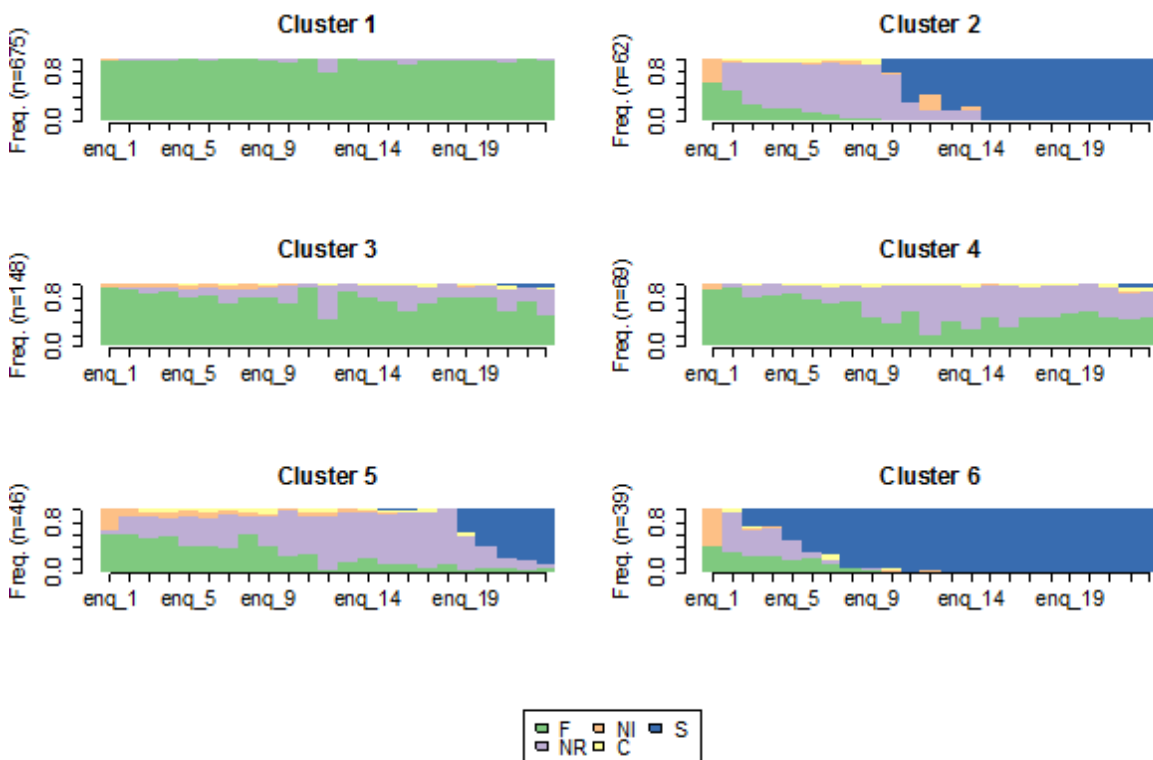 Cluster 1
Freq. (n=675)
0.0 0.8
enq_1 enq_5 enq_9 enq_14 enq_19
Cluster 2
Freq. (n=62)
0.0 0.8
enq_1 enq_5 enq_9 enq_14 enq_19
Cluster 3
Freq. (n=148)
0.0 0.8
enq_1 enq_5 enq_9 enq_14 enq_19
Cluster 4
Freq. (n=69)
0.0 0.8
enq_1 enq_5 enq_9 enq_14 enq_19
Cluster 5
Freq. (n=46)
0.0 0.8
enq_1 enq_5 enq_9 enq_14 enq_19
Cluster 6
Freq. (n=39)
0.0 0.8
enq_1 enq_5 enq_9 enq_14 enq_19
F NI S
NR C